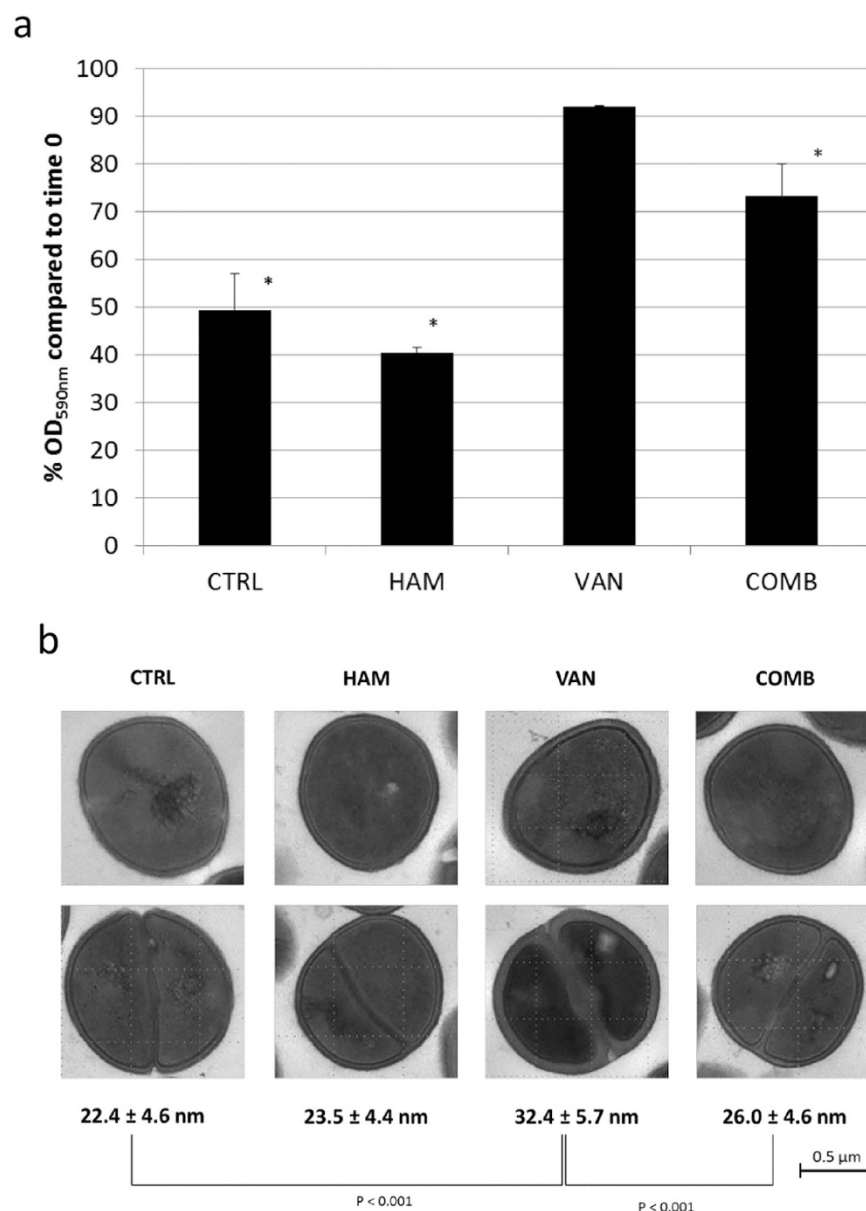 a
% OD590nm compared to time 0
100
90
80
70
60
50
40
30
20
10
0
*
*
*
CTRL HAM VAN COMB
b
CTRL HAM VAN COMB
22.4 ± 4.6 nm 23.5 ± 4.4 nm 32.4 ± 5.7 nm 26.0 ± 4.6 nm
0.5 µm
P < 0.001 P < 0.001